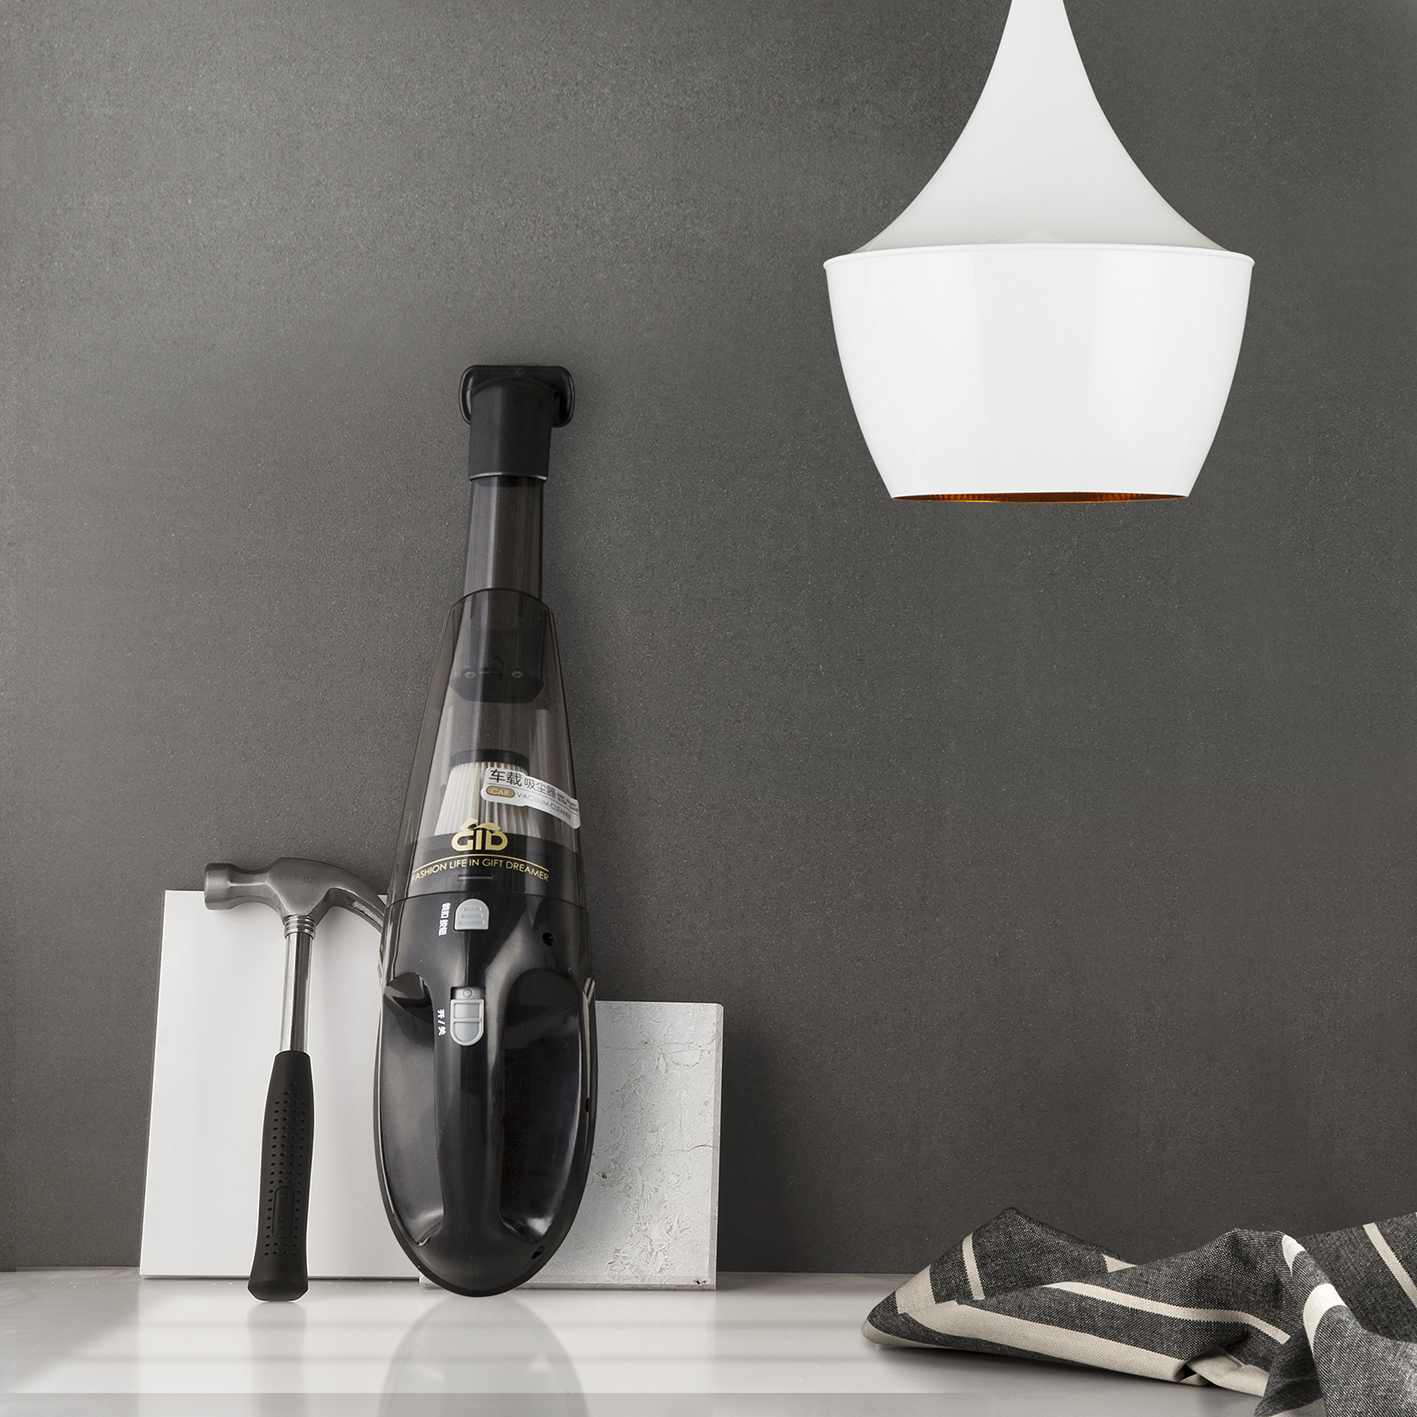 车载吸尘器
CAR VACUUM CLEANER
GID
FASHION LIFE IN GIFT DREAMER
开/关